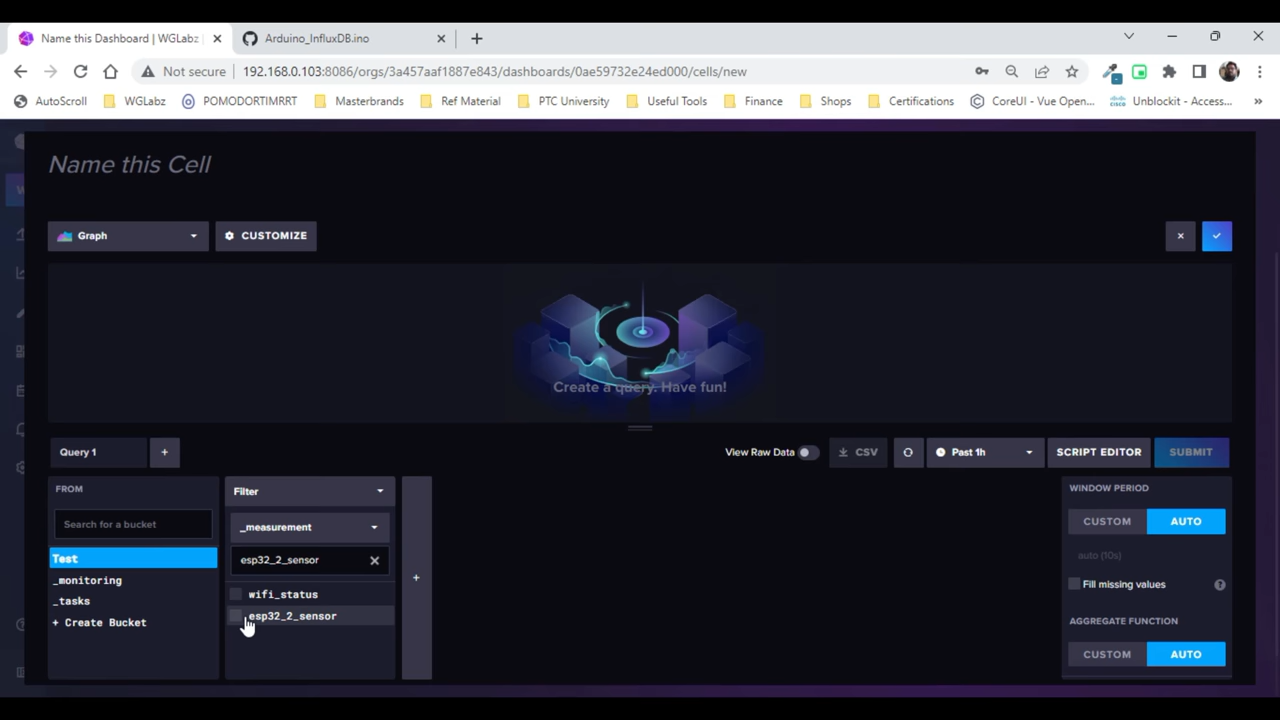 Name this Dashboard | WGLabz
Arduino_InfluxDB.ino
Not secure
192.168.0.103:8086/orgs/3a457aaf1887e843/dashboards/0ae59732e24ed000/cells/new
AutoScroll
WGLabz
POMODORTIMRRT
Masterbrands
Ref Material
PTC University
Useful Tools
Finance
Shops
Certifications
CoreUI - Vue Open...
Unblockit - Access...
»
Name this Cell
Graph
CUSTOMIZE
Create a query. Have fun!
Query 1
+
View Raw Data
CSV
Past 1h
SCRIPT EDITOR
SUBMIT
FROM
Search for a bucket
Test
_monitoring
_tasks
+ Create Bucket
Filter
_measurement
esp32_2_sensor
wifi_status
esp32_2_sensor
+
WINDOW PERIOD
CUSTOM
AUTO
auto (10s)
Fill missing values
?
AGGREGATE FUNCTION
CUSTOM
AUTO